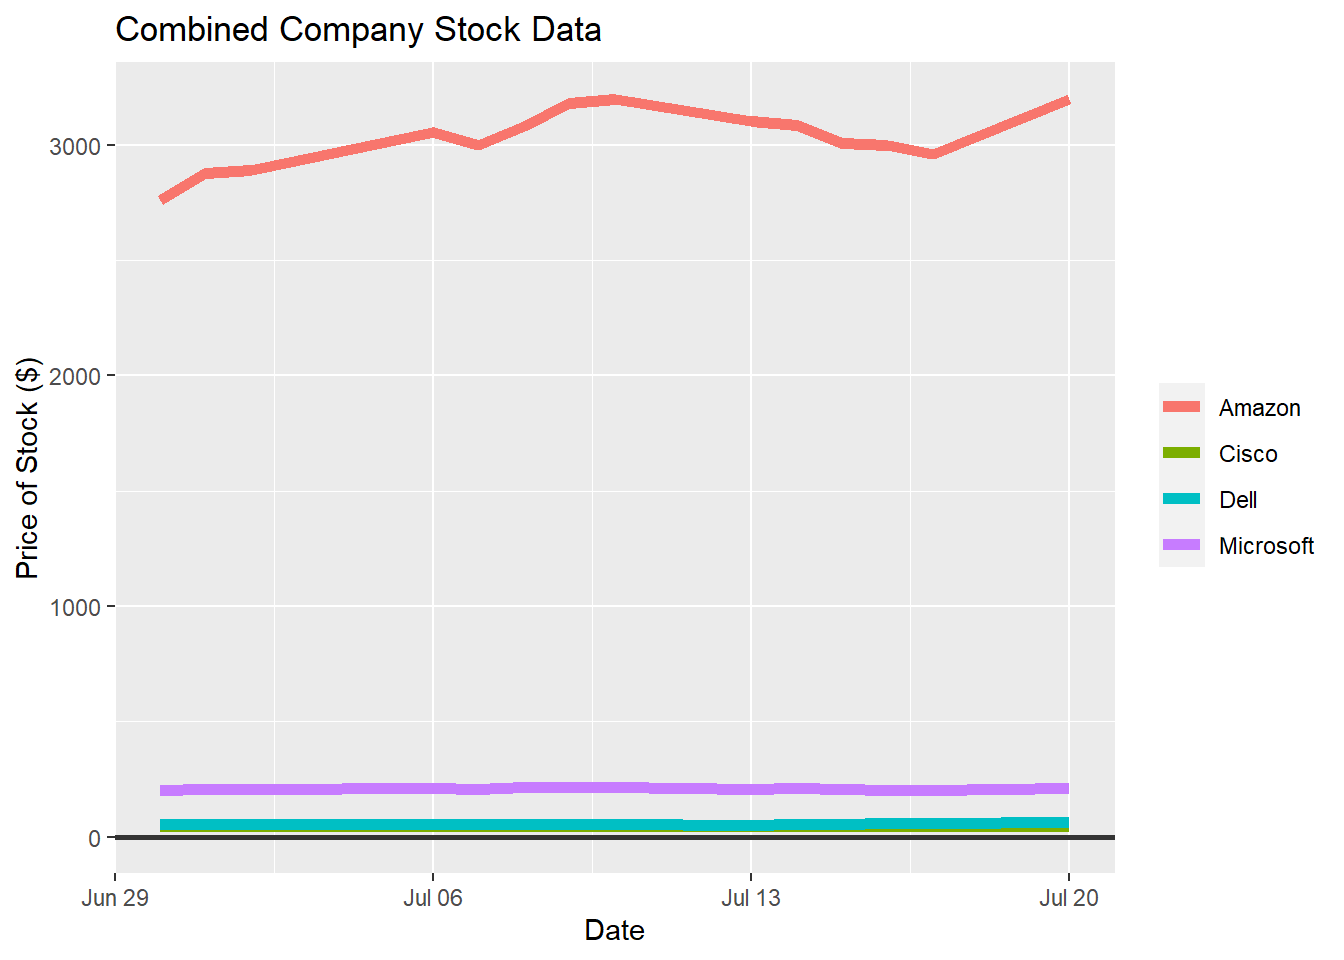 Combined Company Stock Data
Price of Stock ($)
3000
2000
1000
0
Jun 29
Jul 06
Jul 13
Jul 20
Date
Amazon
Cisco
Dell
Microsoft